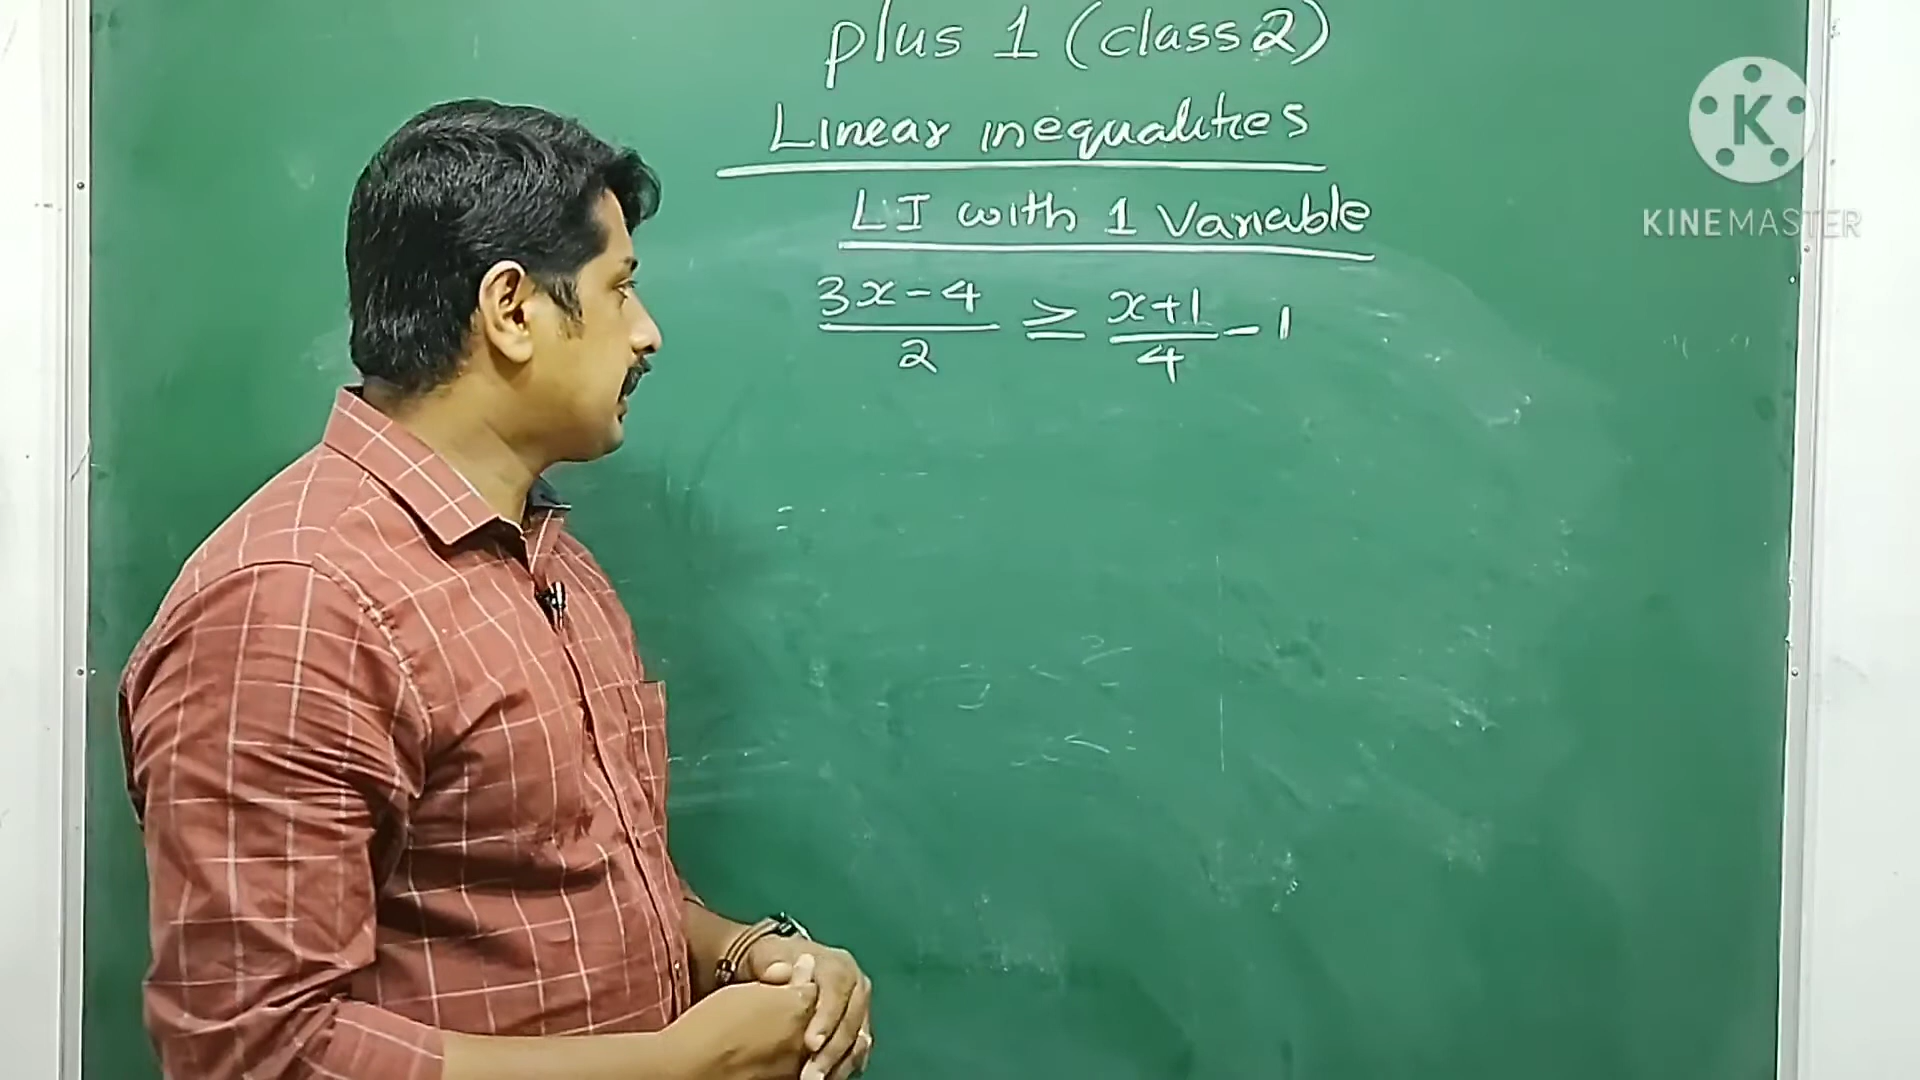 plus 1 (class 2)
Linear inequalities
LI with 1 Variable
3x-4/2 ≥ x+1/4 - 1
K
KINEMASTER